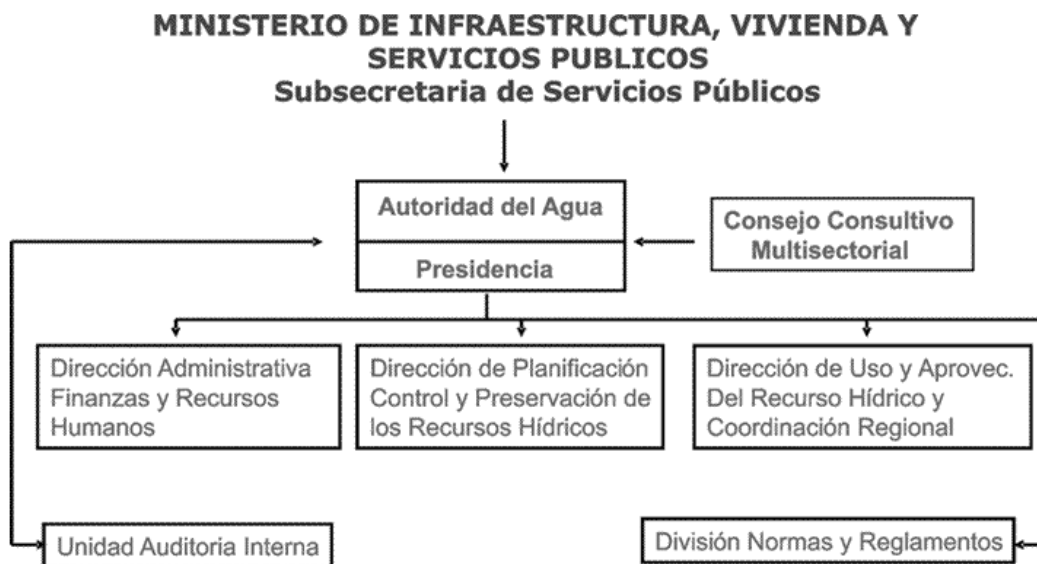 MINISTERIO DE INFRAESTRUCTURA, VIVIENDA Y
SERVICIOS PUBLICOS
Subsecretaria de Servicios Públicos
Autoridad del Agua
Presidencia
Consejo Consultivo
Multisectorial
Dirección Administrativa
Finanzas y Recursos
Humanos
Dirección de Planificación
Control y Preservación de
los Recursos Hídricos
Dirección de Uso y Aprovec.
Del Recurso Hídrico y
Coordinación Regional
Unidad Auditoria Interna
División Normas y Reglamentos